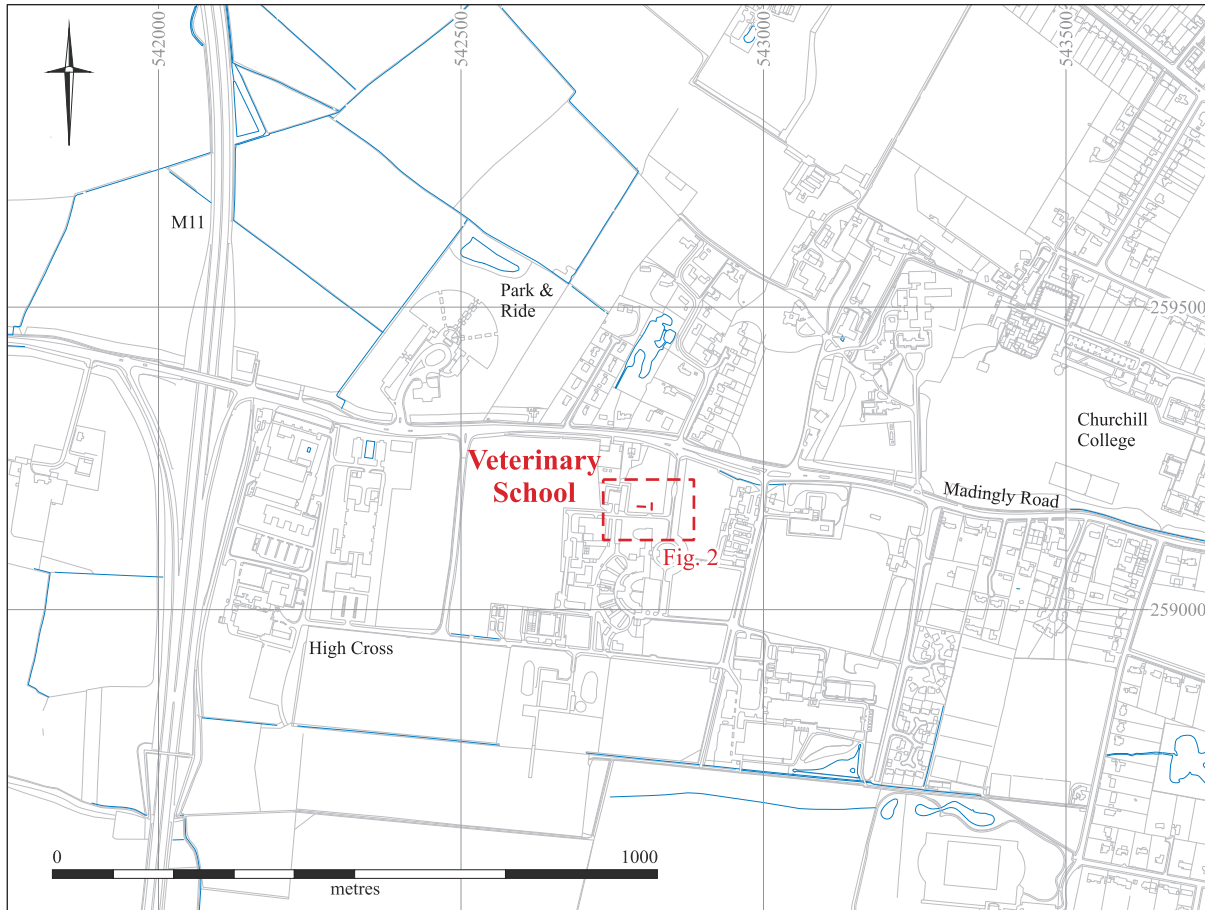 542000
542500
543000
543500
M11
Park &
Ride
259500
Churchill
College
Veterinary
School
Madingly Road
Fig. 2
259000
High Cross
0
1000
metres